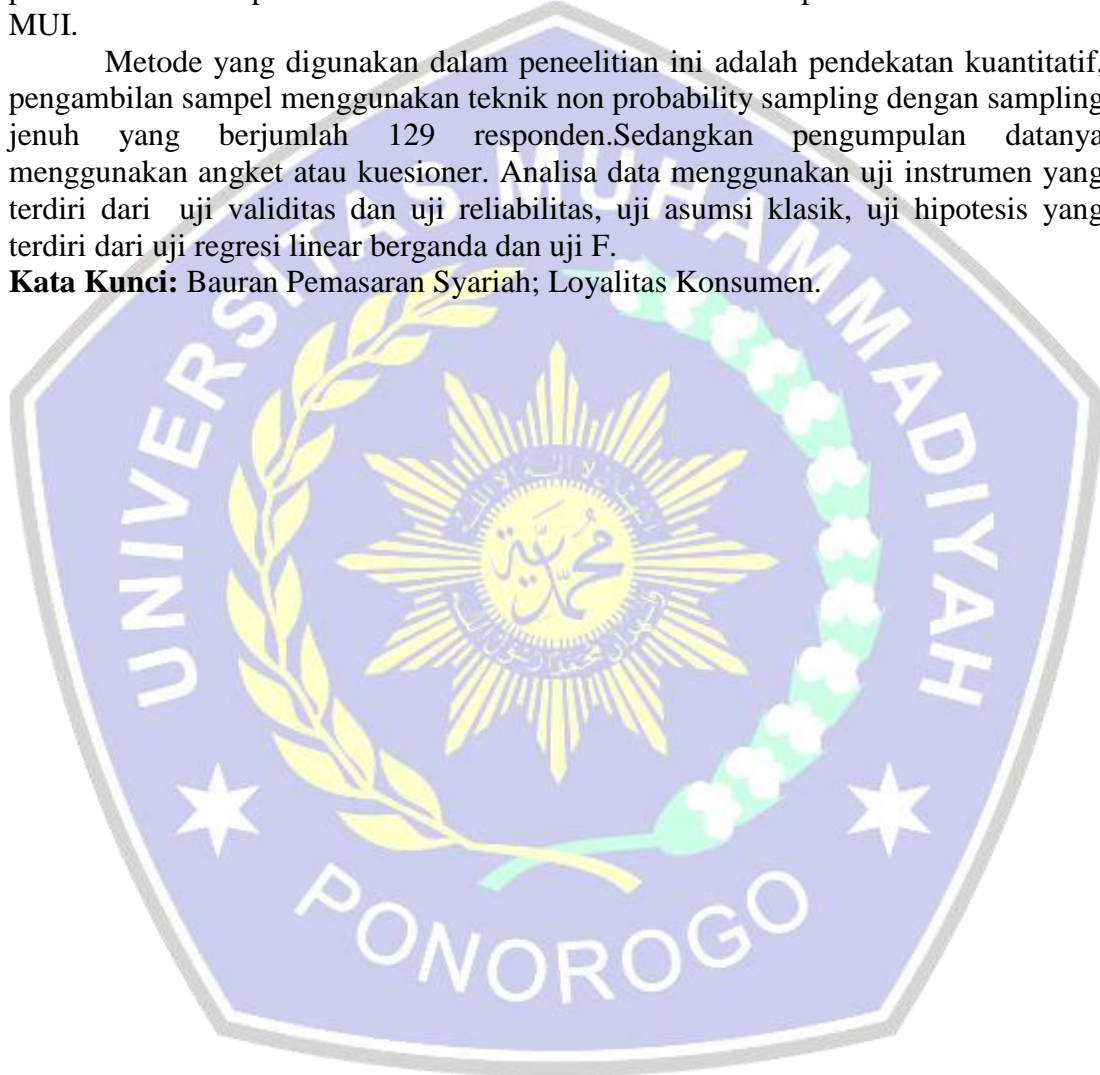 MUI.
Metode yang digunakan dalam peneelitian ini adalah pendekatan kuantitatif,
pengambilan sampel menggunakan teknik non probability sampling dengan sampling
jenuh yang berjumlah 129 responden.Sedangkan pengumpulan datanya
menggunakan angket atau kuesioner. Analisa data menggunakan uji instrumen yang
terdiri dari uji validitas dan uji reliabilitas, uji asumsi klasik, uji hipotesis yang
terdiri dari uji regresi linear berganda dan uji F.
Kata Kunci: Bauran Pemasaran Syariah; Loyalitas Konsumen.
UNIVERSITAS MUHAMMADIYAH
محمدية
PONOROGO